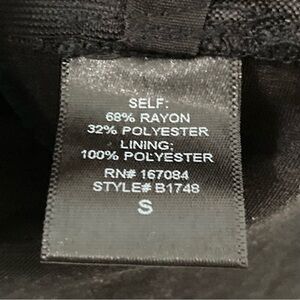 SELF:
68% RAYON
32% POLYESTER
LINING:
100% POLYESTER
RN# 167084
STYLE# B1748
S